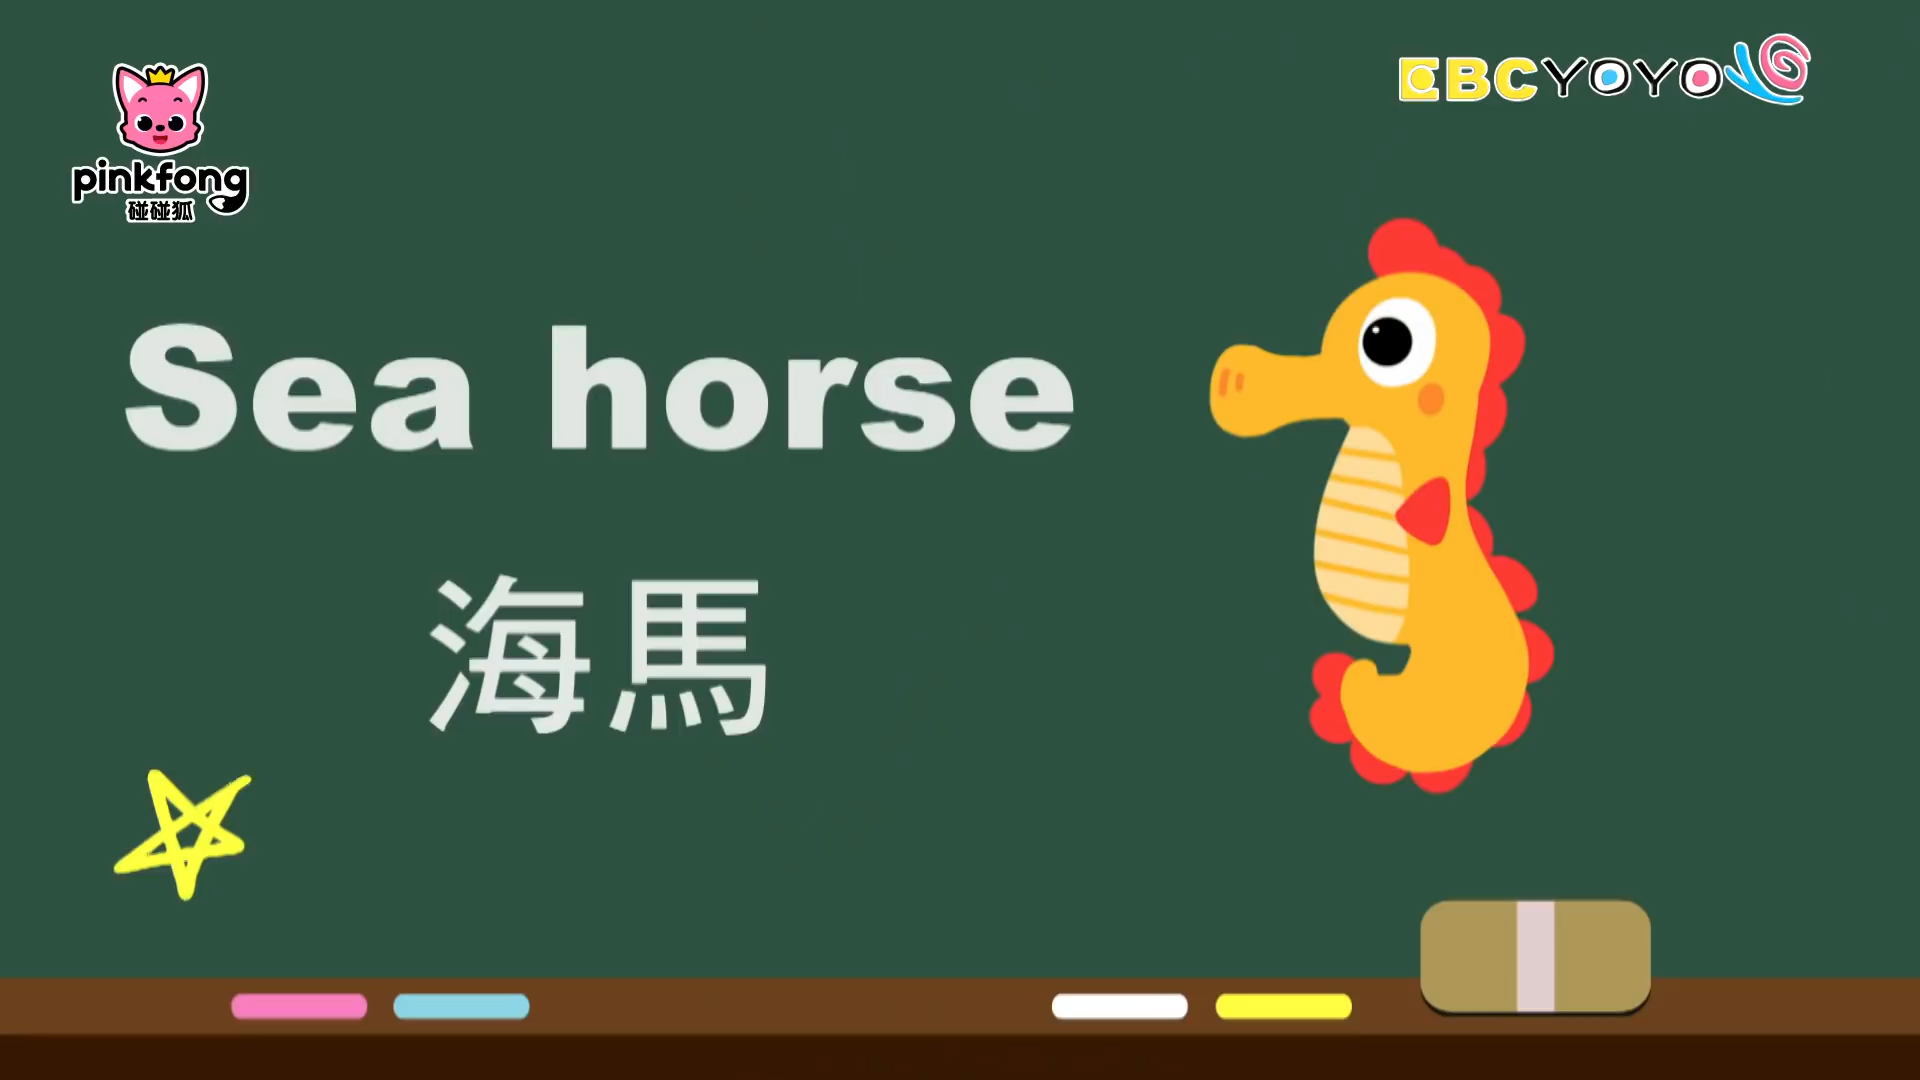 pinkfong
碰碰狐
EBCYOYO
Sea horse
海馬